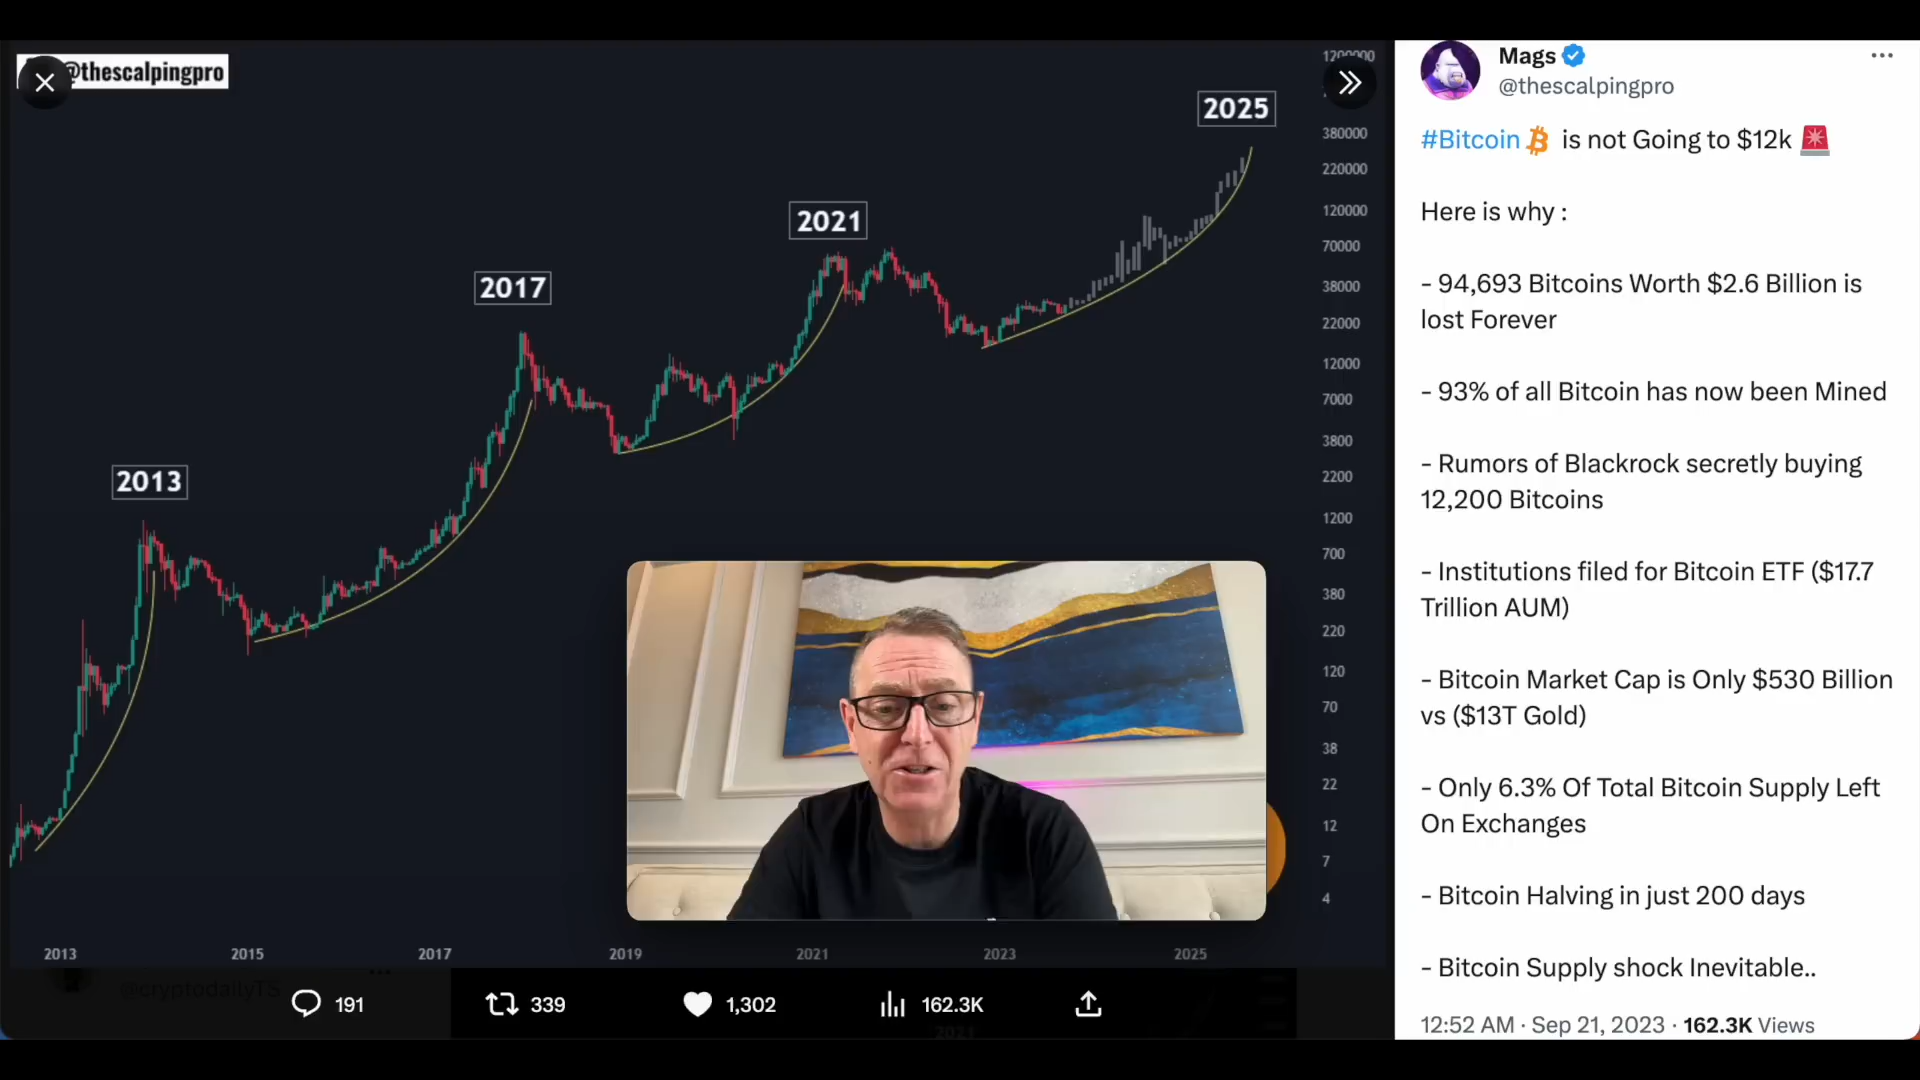 @thescalpingpro
2013
2017
2021
2025
380000
220000
120000
70000
38000
22000
12000
7000
3800
2200
1200
700
380
220
120
70
38
22
12
7
4
2013
2015
2017
2019
2021
2023
2025
@cryptodailyTS
191
339
1,302
162.3K
2021
Mags
@thescalpingpro
#Bitcoin is not Going to $12k
Here is why :
- 94,693 Bitcoins Worth $2.6 Billion is
lost Forever
- 93% of all Bitcoin has now been Mined
- Rumors of Blackrock secretly buying
12,200 Bitcoins
- Institutions filed for Bitcoin ETF ($17.7
Trillion AUM)
- Bitcoin Market Cap is Only $530 Billion
vs ($13T Gold)
- Only 6.3% Of Total Bitcoin Supply Left
On Exchanges
- Bitcoin Halving in just 200 days
- Bitcoin Supply shock Inevitable..
12:52 AM · Sep 21, 2023 · 162.3K Views